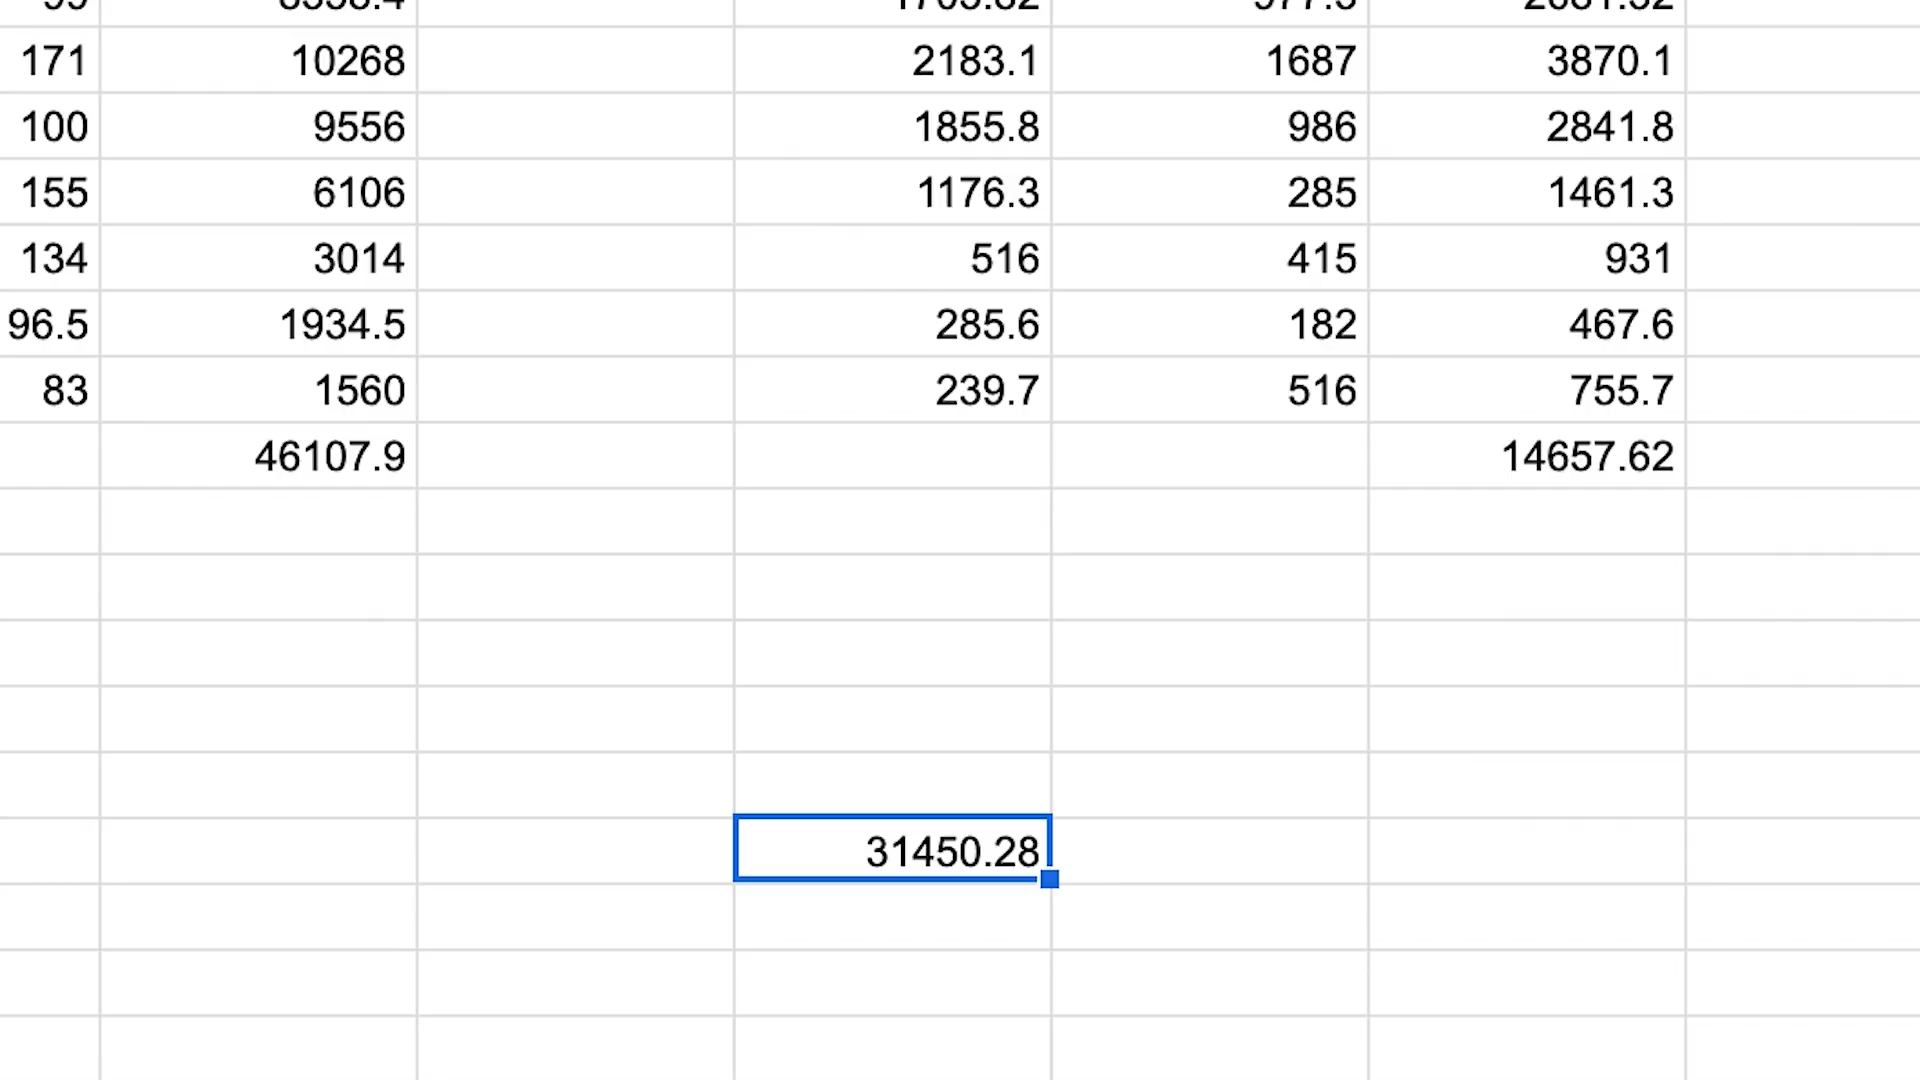 171 10268 2183.1 1687 3870.1
100 9556 1855.8 986 2841.8
155 6106 1176.3 285 1461.3
134 3014 516 415 931
96.5 1934.5 285.6 182 467.6
83 1560 239.7 516 755.7
46107.9 14657.62
31450.28